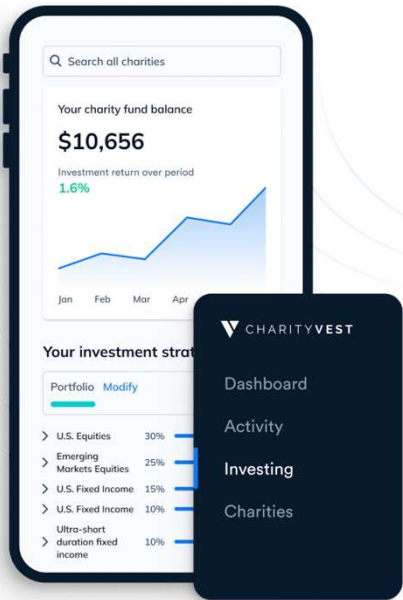 Search all charities
Your charity fund balance
$10,656
Investment return over period
1.6%
Jan Feb Mar Apr
Your investment strat
Portfolio Modify
U.S. Equities 30%
Emerging
Markets Equities 25%
U.S. Fixed Income 15%
U.S. Fixed Income 10%
Ultra-short
duration fixed 10%
income
CHARITYVEST
Dashboard
Activity
Investing
Charities